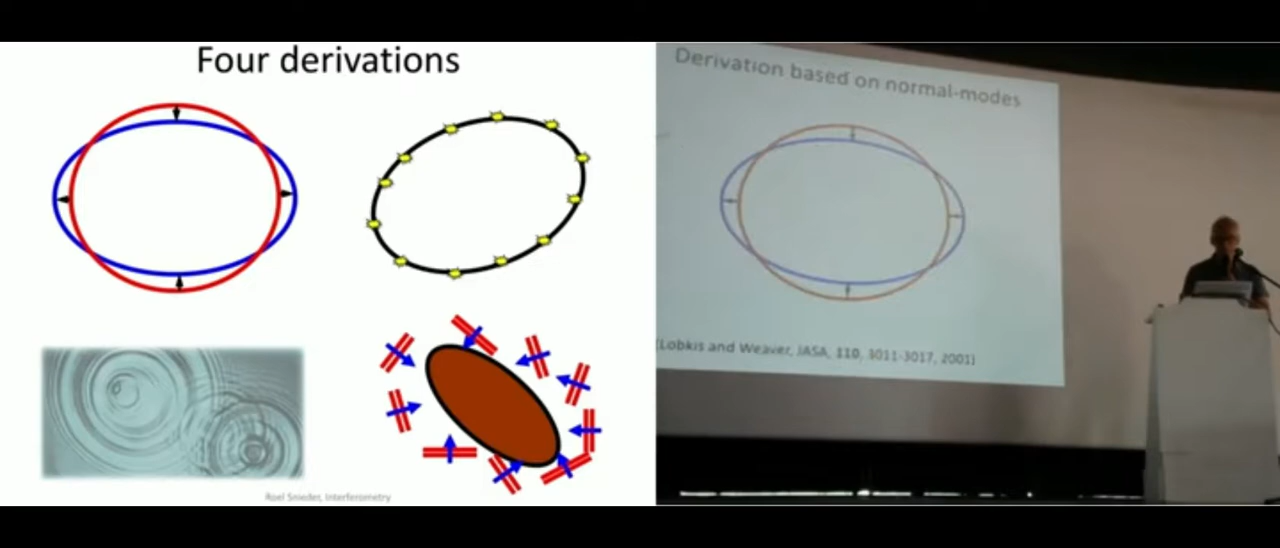 Four derivations
Roel Snieder, Interferometry
Derivation based on normal-modes
(Lobkis and Weaver, JASA, 110, 3011-3017, 2001)